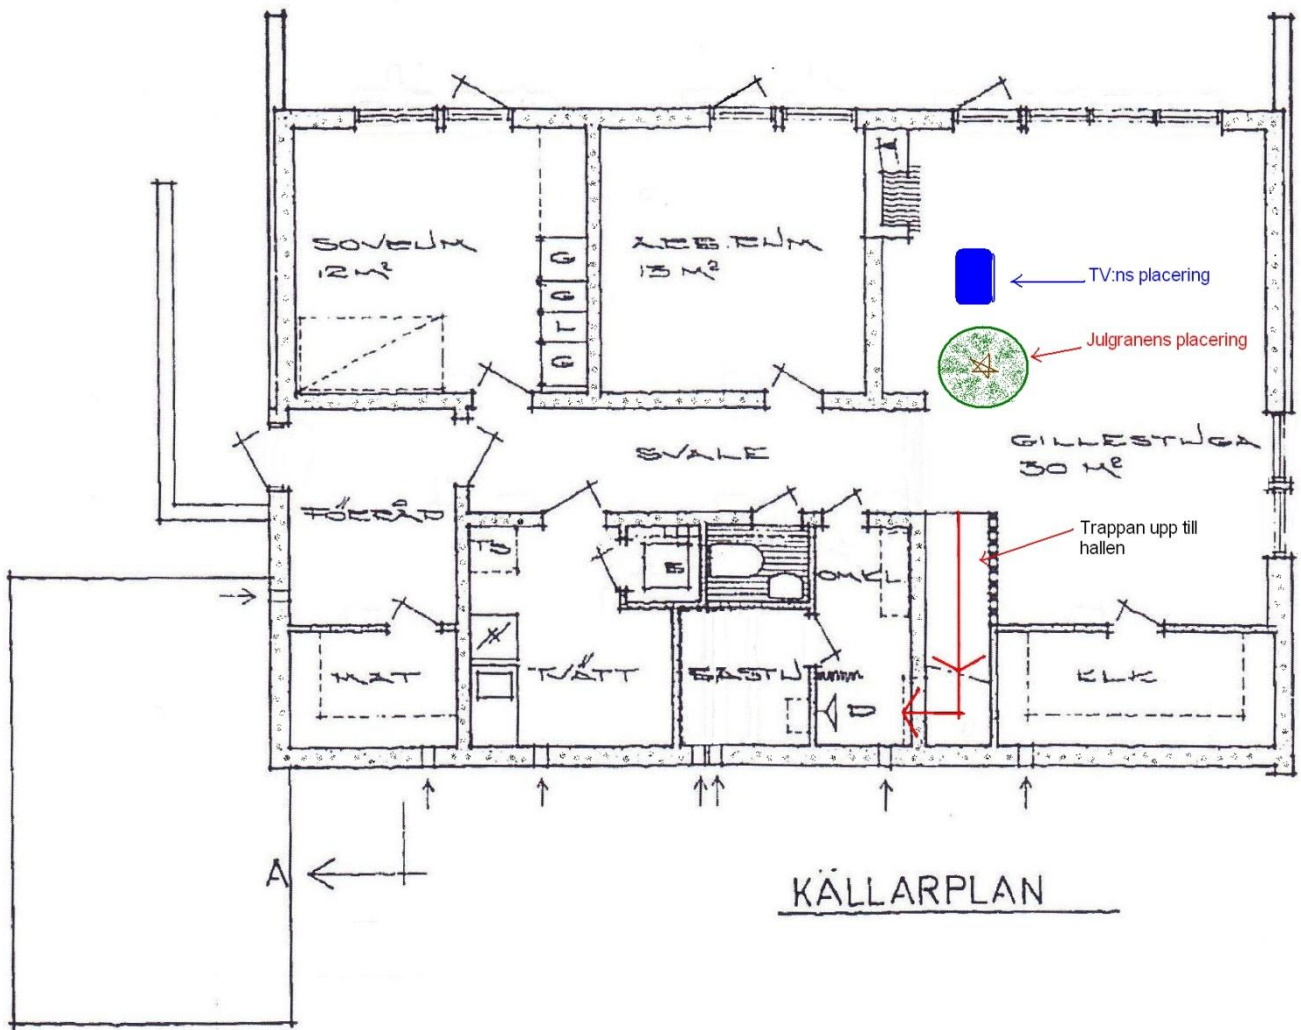 SOVRUM
12 M²
ARB.RUM
13 M²
G
G
L
G
TV:ns placering
Julgranens placering
SVALE
GILLESTUGA
30 M²
FÖRRÅD
TS
B
OMKL
Trappan upp till
hallen
MAT
TVÄTT
BASTU
D
KLK
A
KÄLLARPLAN